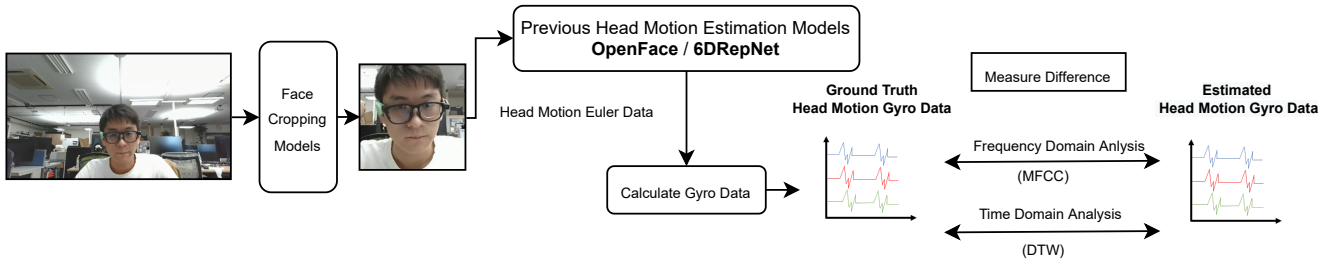 Face
Cropping
Models
Previous Head Motion Estimation Models
OpenFace / 6DRepNet
Head Motion Euler Data
Calculate Gyro Data
Ground Truth
Head Motion Gyro Data
Measure Difference
Estimated
Head Motion Gyro Data
Frequency Domain Anlysis
(MFCC)
Time Domain Analysis
(DTW)